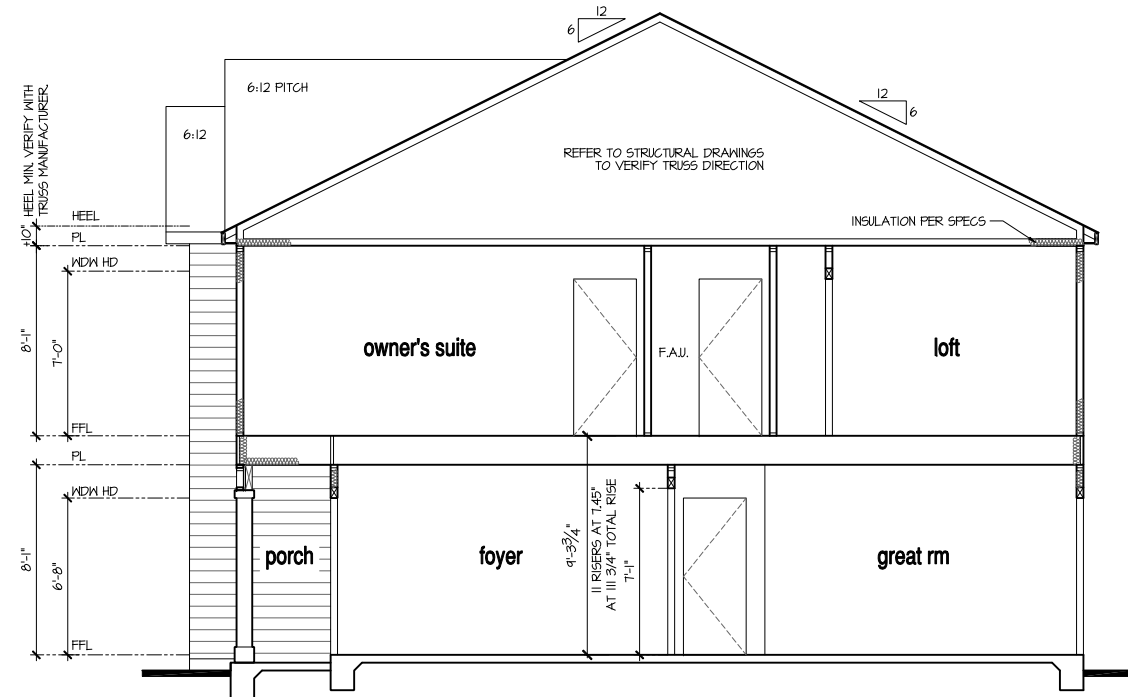 12
6
6:12 PITCH
12
6
6:12
HEEL MIN. VERIFY WITH
TRUSS MANUFACTURER.
+10"
REFER TO STRUCTURAL DRAWINGS
TO VERIFY TRUSS DIRECTION
HEEL
INSULATION PER SPECS
PL
WDW HD
8'-1"
7'-0"
owner's suite
F.A.U.
loft
FFL
PL
WDW HD
8'-1"
6'-8"
porch
foyer
9'-3 3/4"
11 RISERS AT 7.45"
AT 111 3/4" TOTAL RISE
7'-1"
great rm
FFL